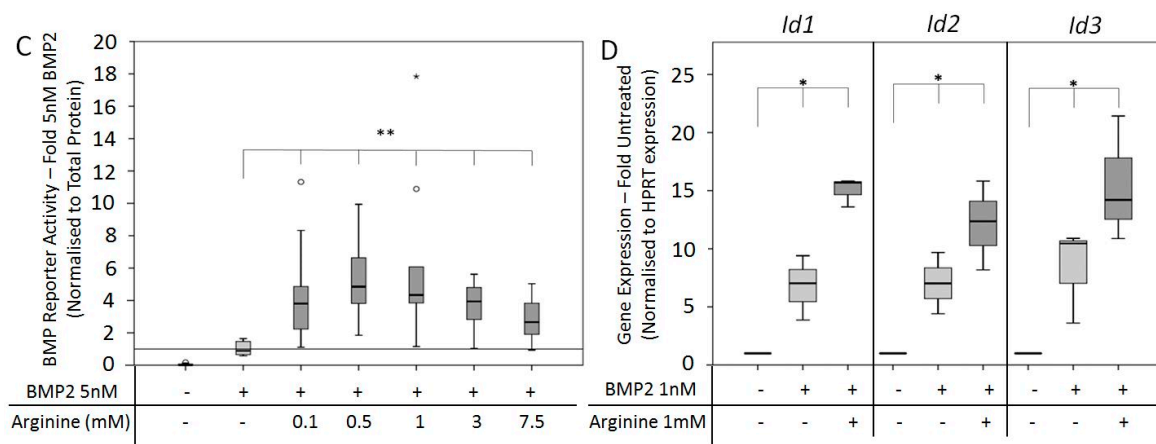 C
BMP Reporter Activity – Fold 5nM BMP2
(Normalised to Total Protein)
20
18
16
14
12
10
8
6
4
2
0
*
**
BMP2 5nM - + + + + + +
Arginine (mM) - - 0.1 0.5 1 3 7.5
D
Id1 Id2 Id3
Gene Expression – Fold Untreated
(Normalised to HPRT expression)
25
20
15
10
5
0
* * *
BMP2 1nM - + + - + + - + +
Arginine 1mM - - + - - + - - +